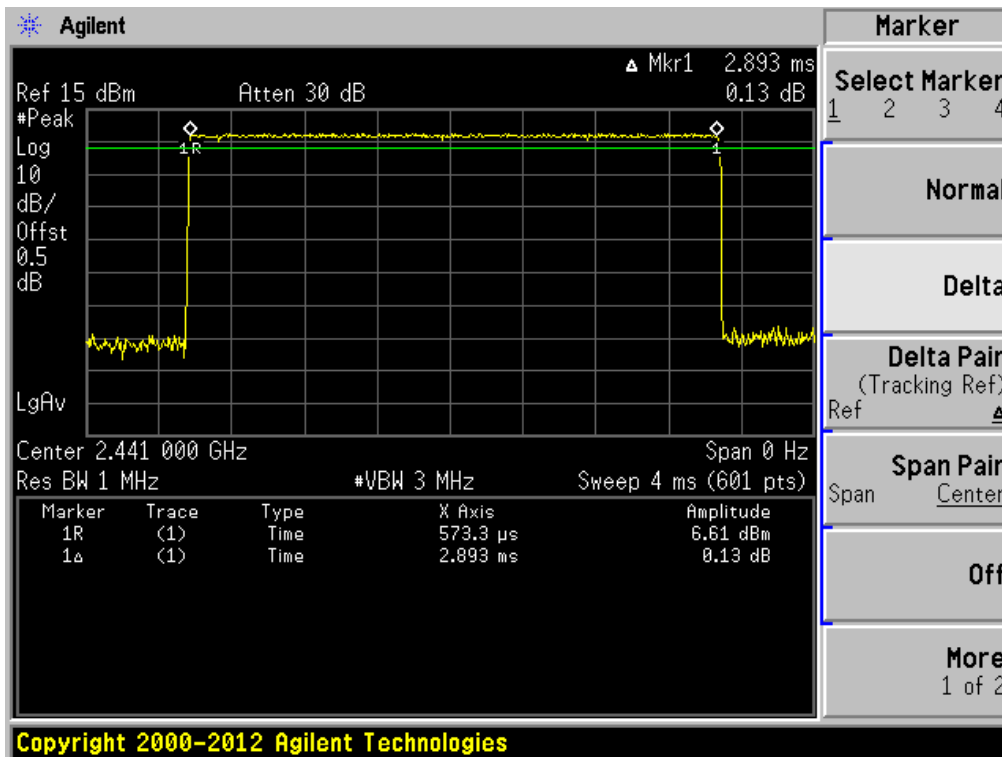 Agilent
Marker
Δ Mkr1 2.893 ms
Ref 15 dBm Atten 30 dB 0.13 dB
#Peak
Log
10
dB/
Offst
0.5
dB
LgAv
1R
1
Center 2.441 000 GHz Span 0 Hz
Res BW 1 MHz #VBW 3 MHz Sweep 4 ms (601 pts)
Marker Trace Type X Axis Amplitude
1R (1) Time 573.3 µs 6.61 dBm
1Δ (1) Time 2.893 ms 0.13 dB
Select Marker
1 2 3 4
Normal
Delta
Delta Pair
(Tracking Ref)
Ref Δ
Span Pair
Span Center
Off
More
1 of 2
Copyright 2000-2012 Agilent Technologies